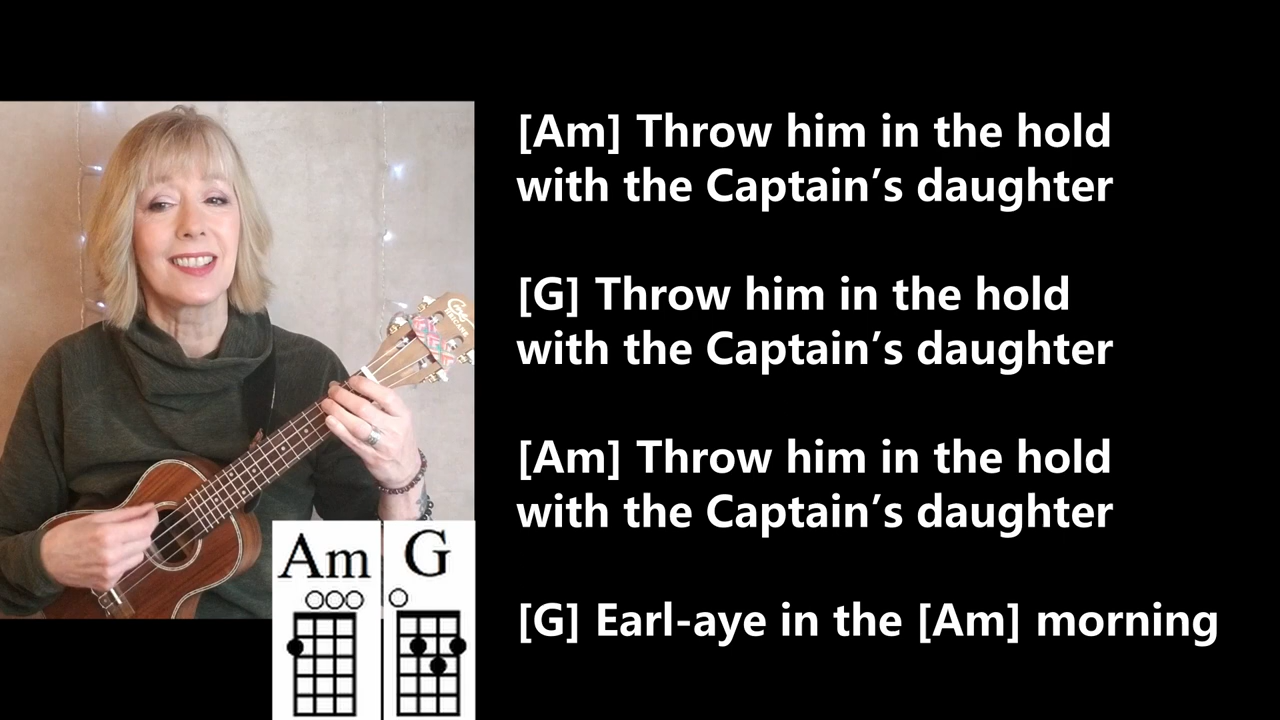 [Am] Throw him in the hold
with the Captain’s daughter
[G] Throw him in the hold
with the Captain’s daughter
[Am] Throw him in the hold
with the Captain’s daughter
[G] Earl-aye in the [Am] morning
Am G